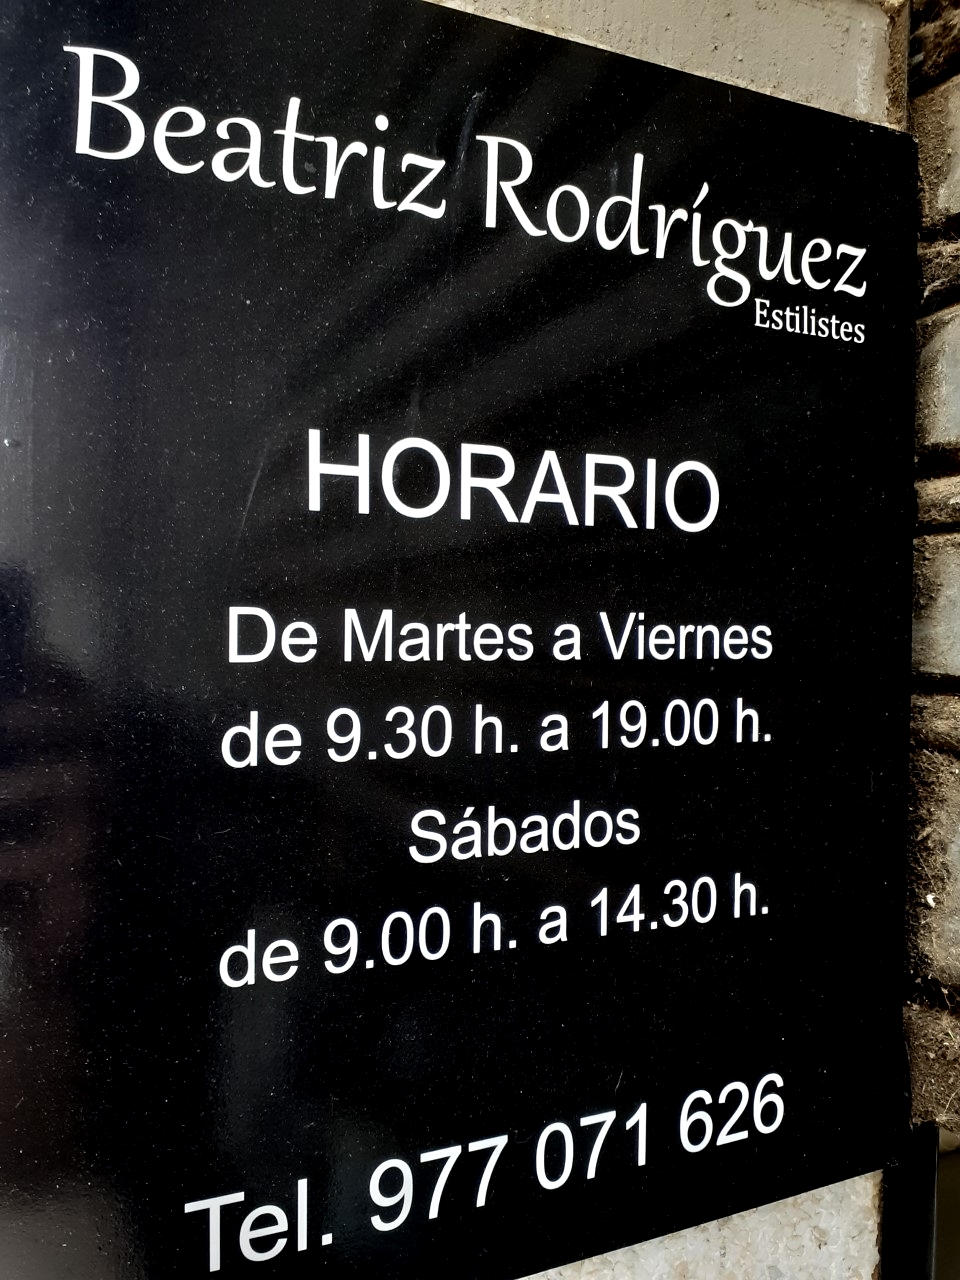 Beatriz Rodríguez
Estilistes
HORARIO
De Martes a Viernes
de 9.30 h. a 19.00 h.
Sábados
de 9.00 h. a 14.30 h.
Tel. 977 071 626